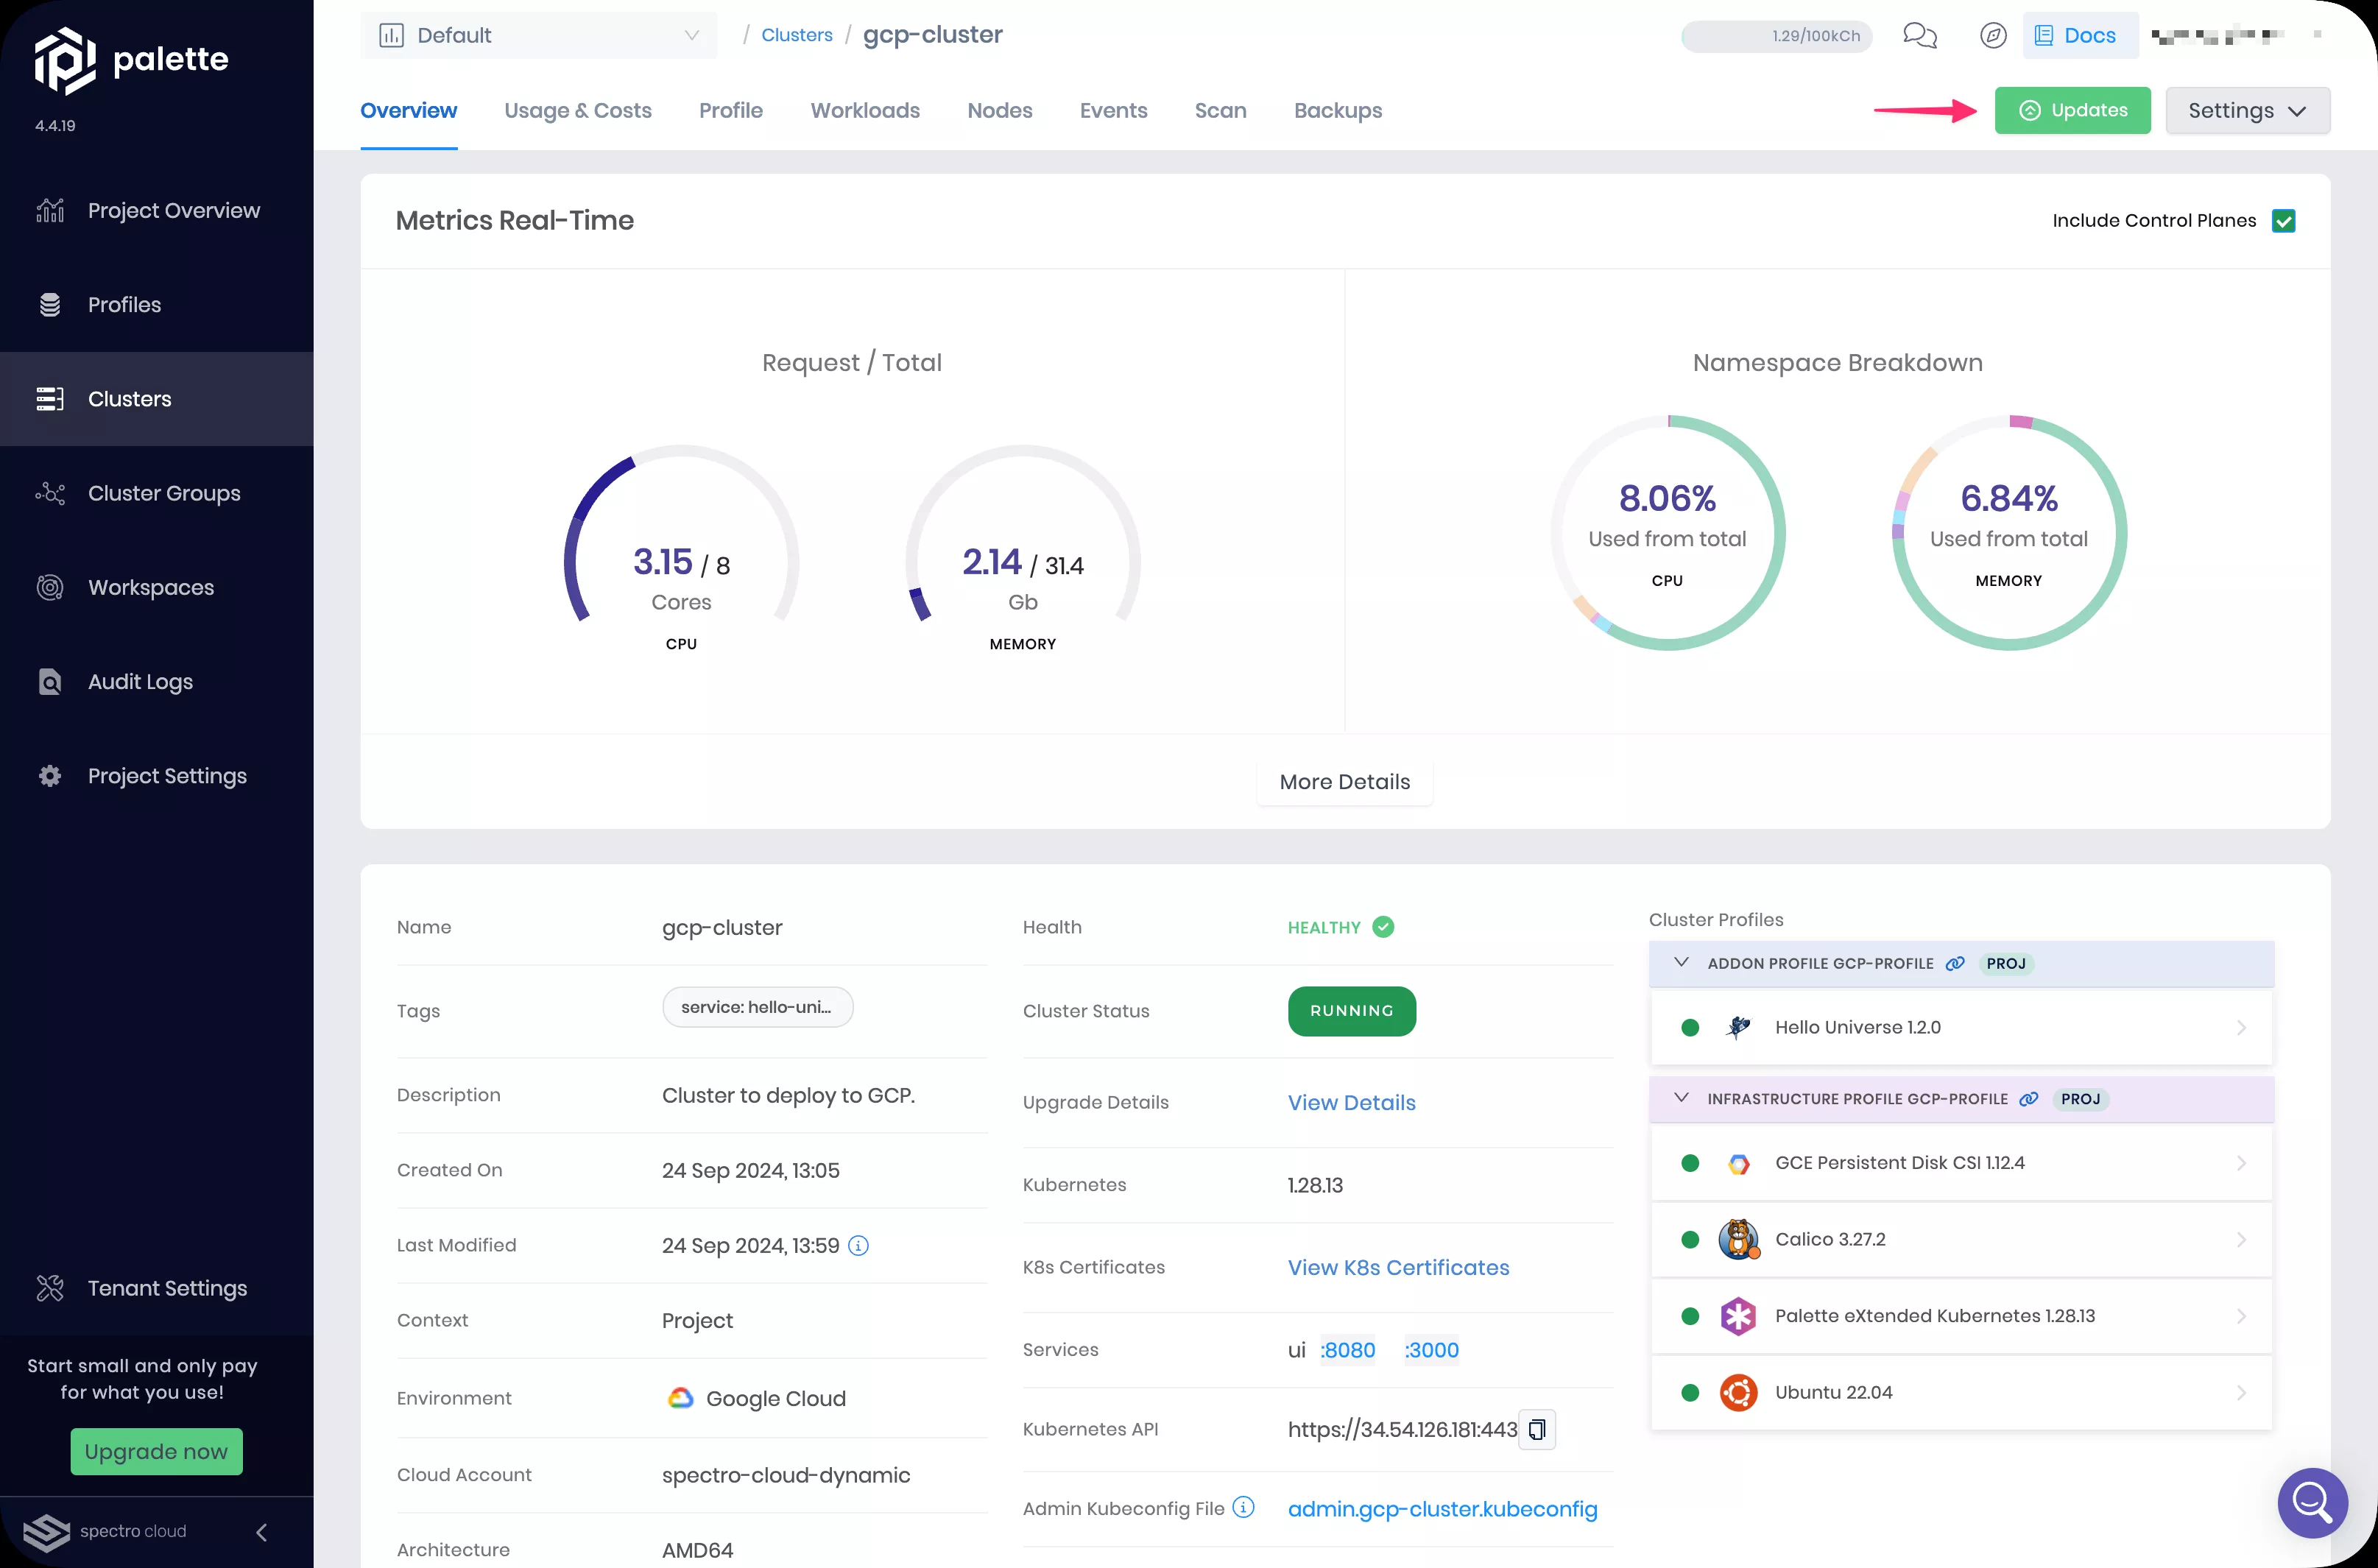 palette
4.4.19
Project Overview
Profiles
Clusters
Cluster Groups
Workspaces
Audit Logs
Project Settings
Tenant Settings
Start small and only pay
for what you use!
Upgrade now
spectro cloud
Default
/ Clusters / gcp-cluster
1.29/100kCh
Docs
Overview
Usage & Costs
Profile
Workloads
Nodes
Events
Scan
Backups
Updates
Settings
Metrics Real-Time
Include Control Planes
Request / Total
3.15 / 8
Cores
CPU
2.14 / 31.4
Gb
MEMORY
Namespace Breakdown
8.06%
Used from total
CPU
6.84%
Used from total
MEMORY
More Details
Name
gcp-cluster
Tags
service: hello-uni...
Description
Cluster to deploy to GCP.
Created On
24 Sep 2024, 13:05
Last Modified
24 Sep 2024, 13:59
Context
Project
Environment
Google Cloud
Cloud Account
spectro-cloud-dynamic
Architecture
AMD64
Health
HEALTHY
Cluster Status
RUNNING
Upgrade Details
View Details
Kubernetes
1.28.13
K8s Certificates
View K8s Certificates
Services
ui :8080 :3000
Kubernetes API
https://34.54.126.181:443
Admin Kubeconfig File
admin.gcp-cluster.kubeconfig
Cluster Profiles
ADDON PROFILE GCP-PROFILE PROJ
Hello Universe 1.2.0
INFRASTRUCTURE PROFILE GCP-PROFILE PROJ
GCE Persistent Disk CSI 1.12.4
Calico 3.27.2
Palette eXtended Kubernetes 1.28.13
Ubuntu 22.04